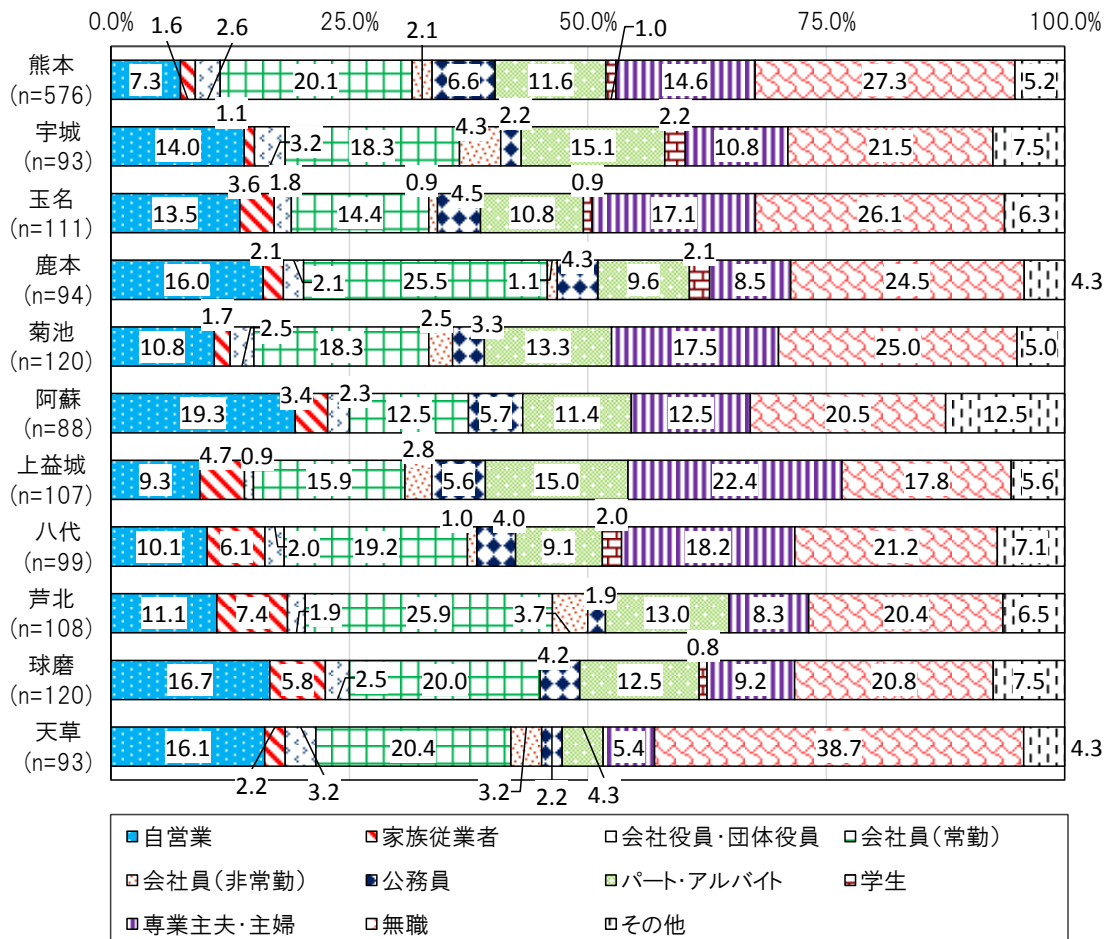 0.0% 25.0% 50.0% 75.0% 100.0%
1.6 2.6 2.1 1.0
熊本
(n=576)
7.3 20.1 6.6 11.6 14.6 27.3 5.2
1.1 3.2 4.3 2.2 2.2
宇城
(n=93)
14.0 18.3 15.1 10.8 21.5 7.5
3.6 1.8 0.9 4.5 0.9
玉名
(n=111)
13.5 14.4 10.8 17.1 26.1 6.3
2.1 2.1 1.1 4.3 2.1
鹿本
(n=94)
16.0 25.5 9.6 8.5 24.5 4.3
1.7 2.5 2.5 3.3
菊池
(n=120)
10.8 18.3 13.3 17.5 25.0 5.0
3.4 2.3
阿蘇
(n=88)
19.3 12.5 5.7 11.4 12.5 20.5 12.5
4.7 0.9 2.8
上益城
(n=107)
9.3 15.9 5.6 15.0 22.4 17.8 5.6
1.0 4.0 2.0
八代
(n=99)
10.1 6.1 2.0 19.2 9.1 18.2 21.2 7.1
1.9
芦北
(n=108)
11.1 7.4 1.9 25.9 3.7 13.0 8.3 20.4 6.5
4.2 0.8
球磨
(n=120)
16.7 5.8 2.5 20.0 12.5 9.2 20.8 7.5
天草
(n=93)
16.1 20.4 5.4 38.7 4.3
2.2 3.2 3.2 2.2 4.3
自営業 家族従業者 会社役員・団体役員 会社員(常勤)
会社員(非常勤) 公務員 パート・アルバイト 学生
専業主夫・主婦 無職 その他